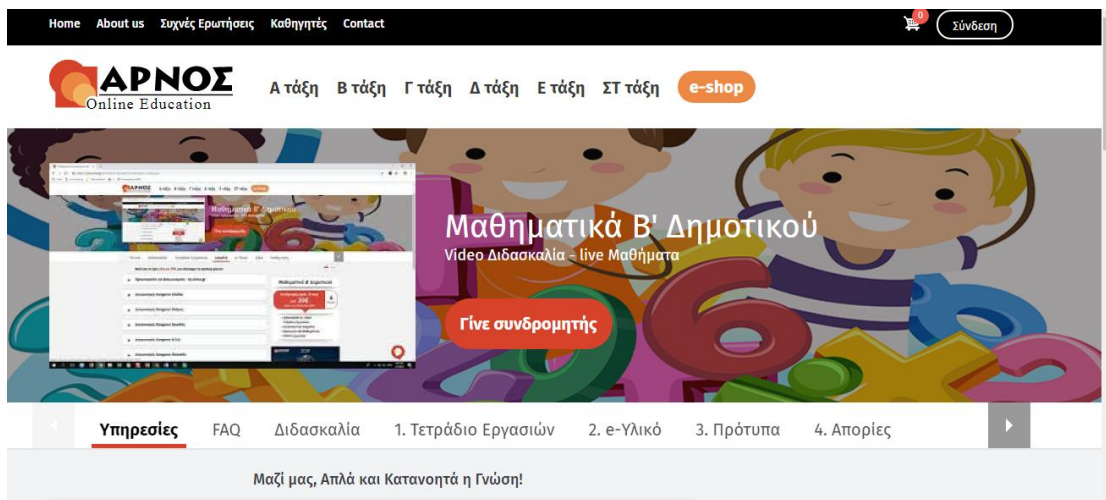 Home About us Συχνές Ερωτήσεις Καθηγητές Contact
0
Σύνδεση
ΑΡΝΟΣ
Online Education
Α τάξη Β τάξη Γ τάξη Δ τάξη Ε τάξη ΣΤ τάξη e-shop
Μαθηματικά Β' Δημοτικού
Video Διδασκαλία - live Μαθήματα
Γίνε συνδρομητής
Μαθηματικά Β' Δημοτικού
Υπηρεσίες FAQ Διδασκαλία 1. Τετράδιο Εργασιών 2. e-Υλικό 3. Πρότυπα 4. Απορίες
Μαζί μας, Απλά και Κατανοητά η Γνώση!